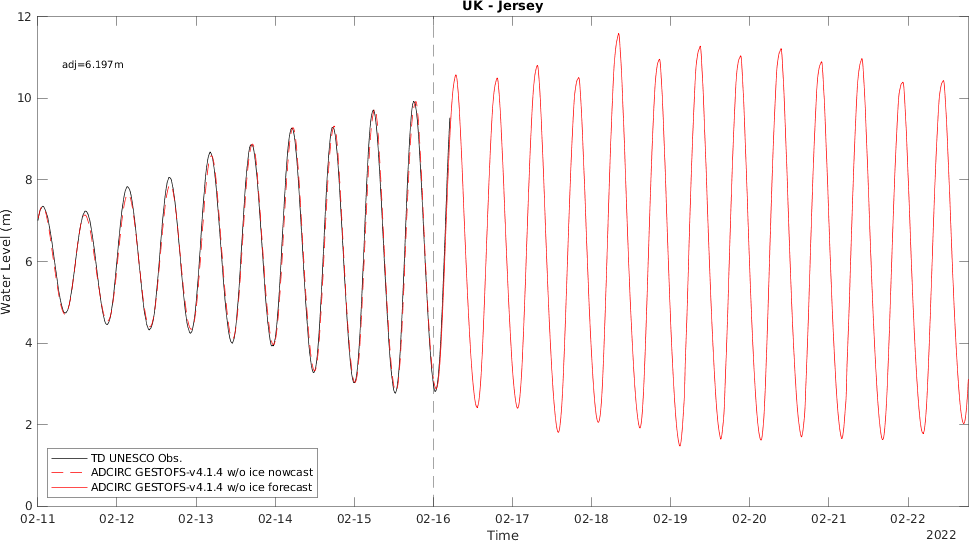 UK - Jersey
12
adj=6.197m
10
8
6
4
2
0
Water Level (m)
TD UNESCO Obs.
ADCIRC GESTOFS-v4.1.4 w/o ice nowcast
ADCIRC GESTOFS-v4.1.4 w/o ice forecast
02-11 02-12 02-13 02-14 02-15 02-16 02-17 02-18 02-19 02-20 02-21 02-22
Time
2022